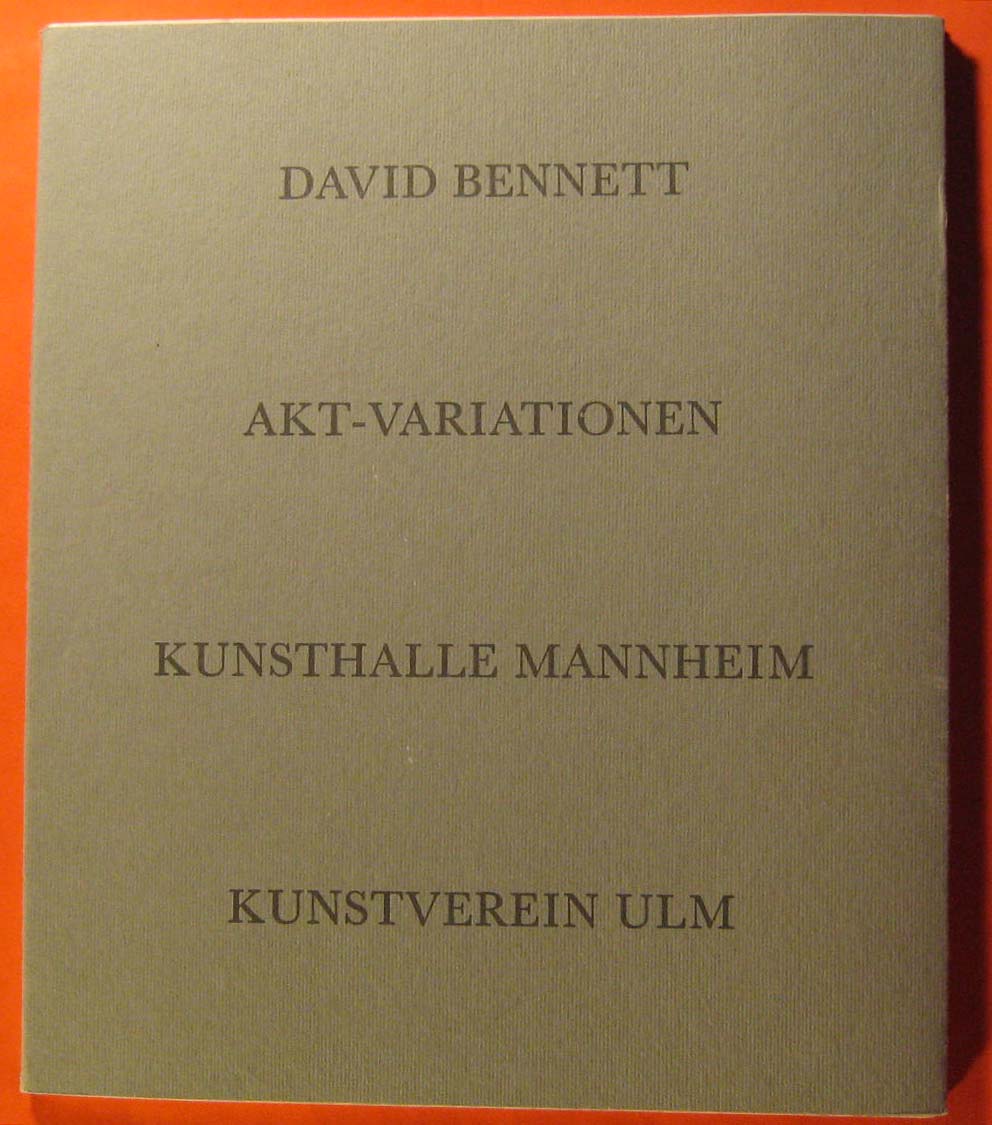 DAVID BENNETT
AKT-VARIATIONEN
KUNSTHALLE MANNHEIM
KUNSTVEREIN ULM